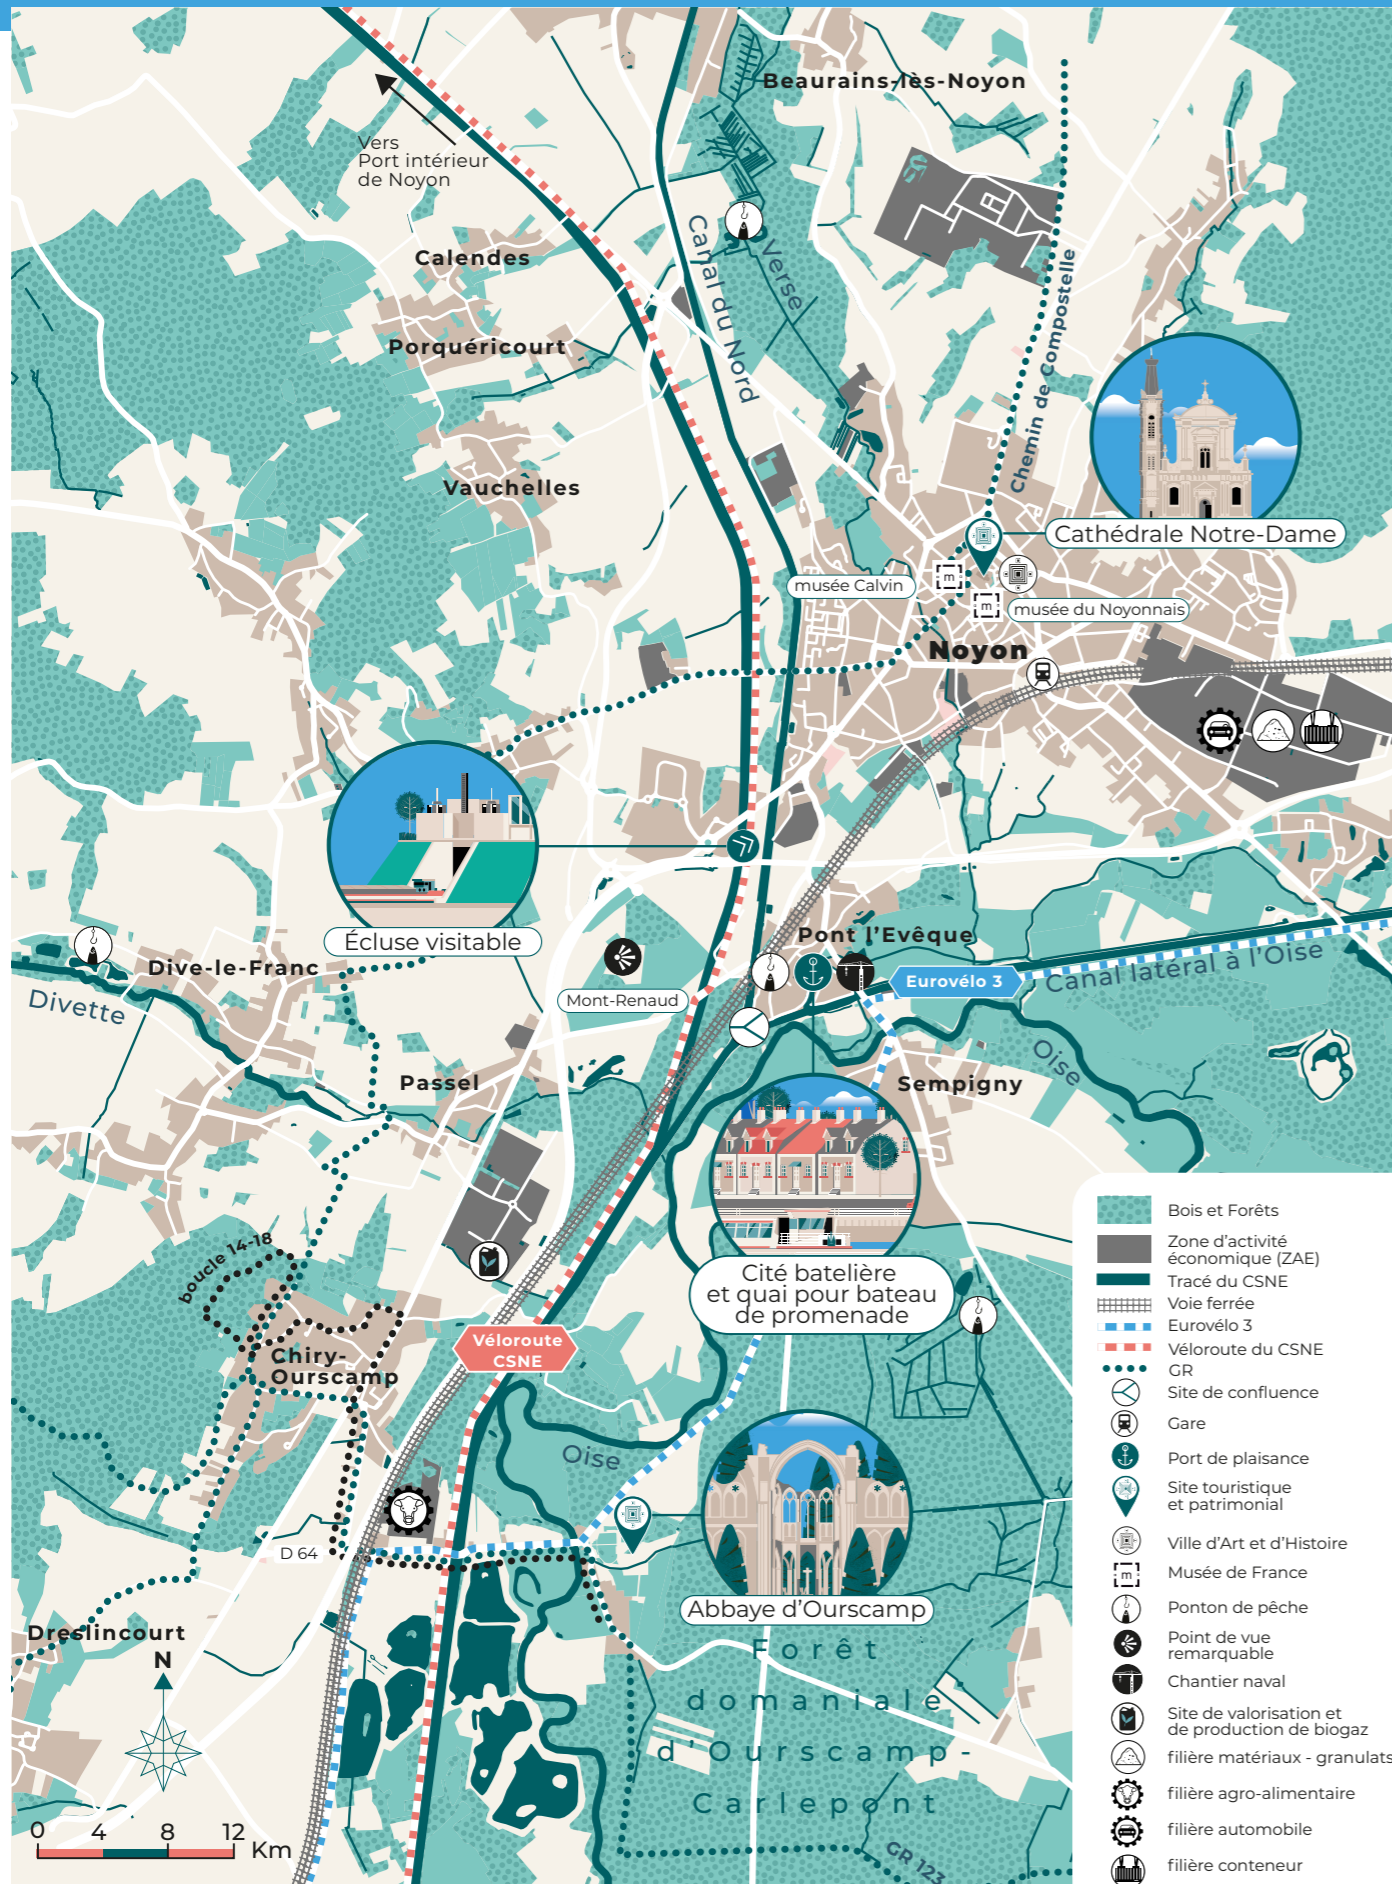 Beaurains-lès-Noyon
Vers
Port intérieur
de Noyon
Canal du Nord
Verse
Calendes
Chemin de Compostelle
Porquéricourt
Vauchelles
Cathédrale Notre-Dame
musée Calvin
m
m
musée du Noyonnais
Noyon
Écluse visitable
Pont l'Evêque
Dive-le-Franc
Divette
Mont-Renaud
Eurovélo 3
Canal latéral à l'Oise
Oise
Passel
Sempigny
boucle 14-18
Cité batelière
et quai pour bateau
de promenade
Véloroute
CSNE
Chiry-
Ourscamp
Oise
D 64
Abbaye d'Ourscamp
Dreslincourt
N
Forêt
domaniale
d'Ourscamp-
Carlepont
GR 123
0 4 8 12 Km
Bois et Forêts
Zone d'activité
économique (ZAE)
Tracé du CSNE
Voie ferrée
Eurovélo 3
Véloroute du CSNE
GR
Site de confluence
Gare
Port de plaisance
Site touristique
et patrimonial
Ville d'Art et d'Histoire
m
Musée de France
Ponton de pêche
Point de vue
remarquable
Chantier naval
Site de valorisation et
de production de biogaz
filière matériaux - granulats
filière agro-alimentaire
filière automobile
filière conteneur